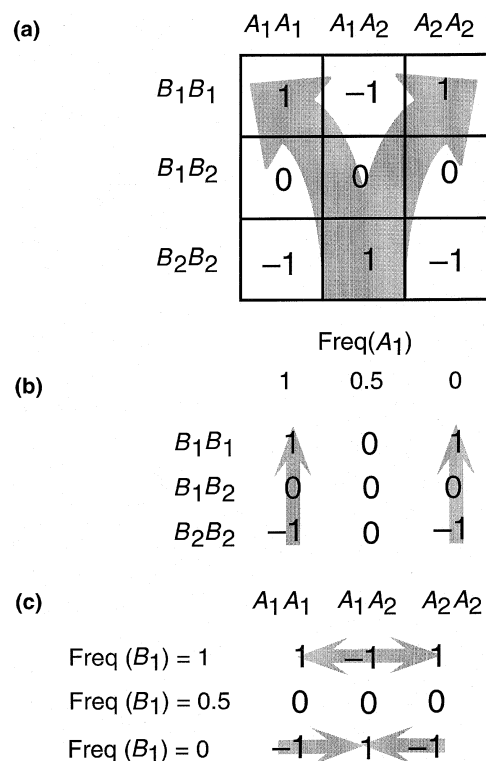 (a)
A1A1 A1A2 A2A2
B1B1 1 –1 1
B1B2 0 0 0
B2B2 –1 1 –1
Freq(A1)
(b) 1 0.5 0
B1B1 1 0 1
B1B2 0 0 0
B2B2 –1 0 –1
(c) A1A1 A1A2 A2A2
Freq (B1) = 1 1 –1 1
Freq (B1) = 0.5 0 0 0
Freq (B1) = 0 –1 1 –1